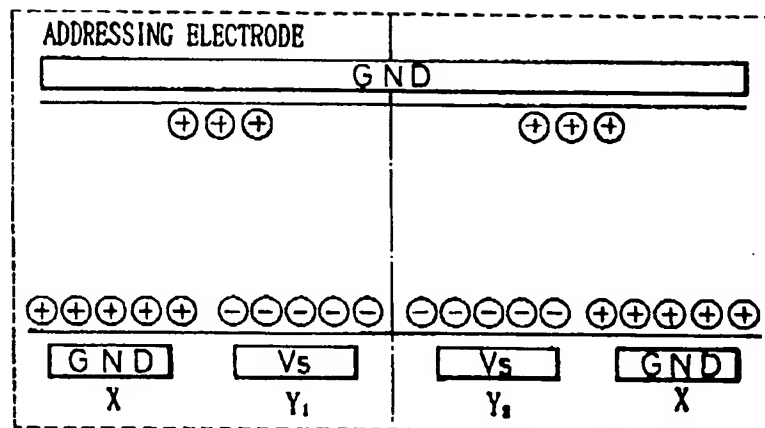 ADDRESSING ELECTRODE
GND
⊕⊕⊕ ⊕⊕⊕
⊕⊕⊕⊕⊕ ⊖⊖⊖⊖⊖ ⊖⊖⊖⊖⊖ ⊕⊕⊕⊕⊕
GND Vs Vs GND
X Y₁ Y₂ X